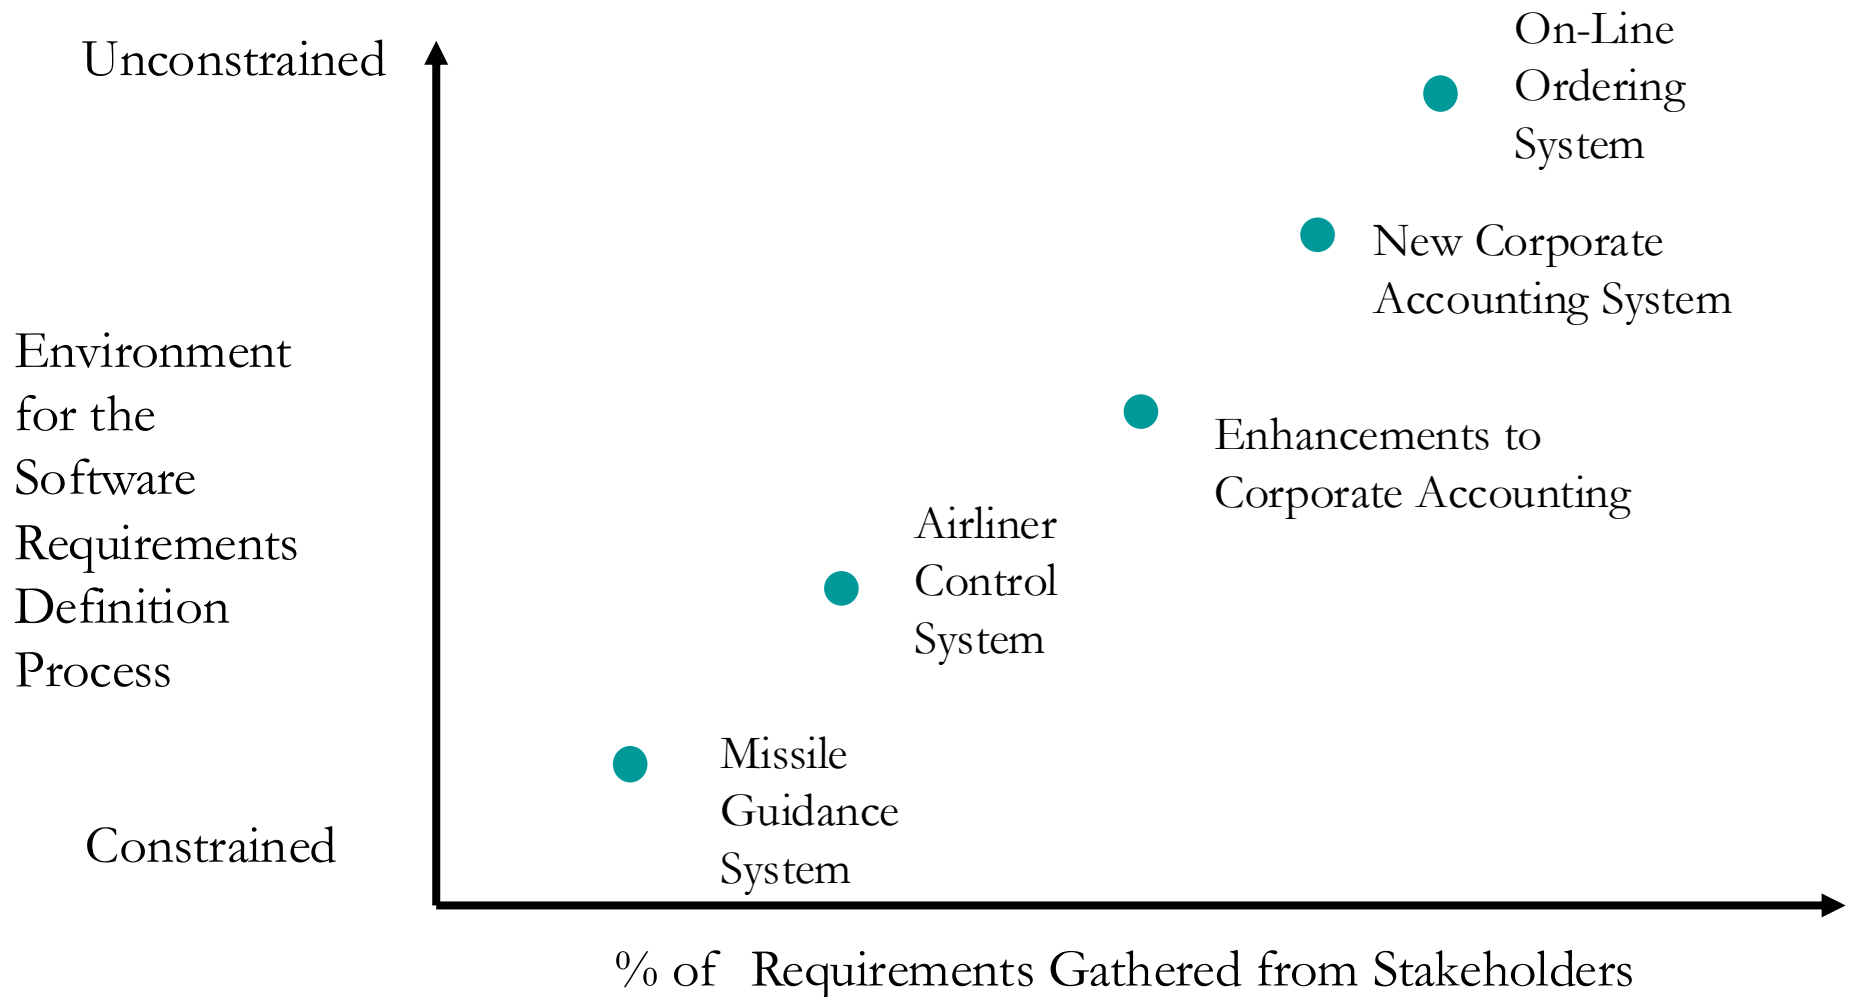 Unconstrained
On-Line
Ordering
System
New Corporate
Accounting System
Environment
for the
Software
Requirements
Definition
Process
Enhancements to
Corporate Accounting
Airliner
Control
System
Missile
Guidance
System
Constrained
% of Requirements Gathered from Stakeholders